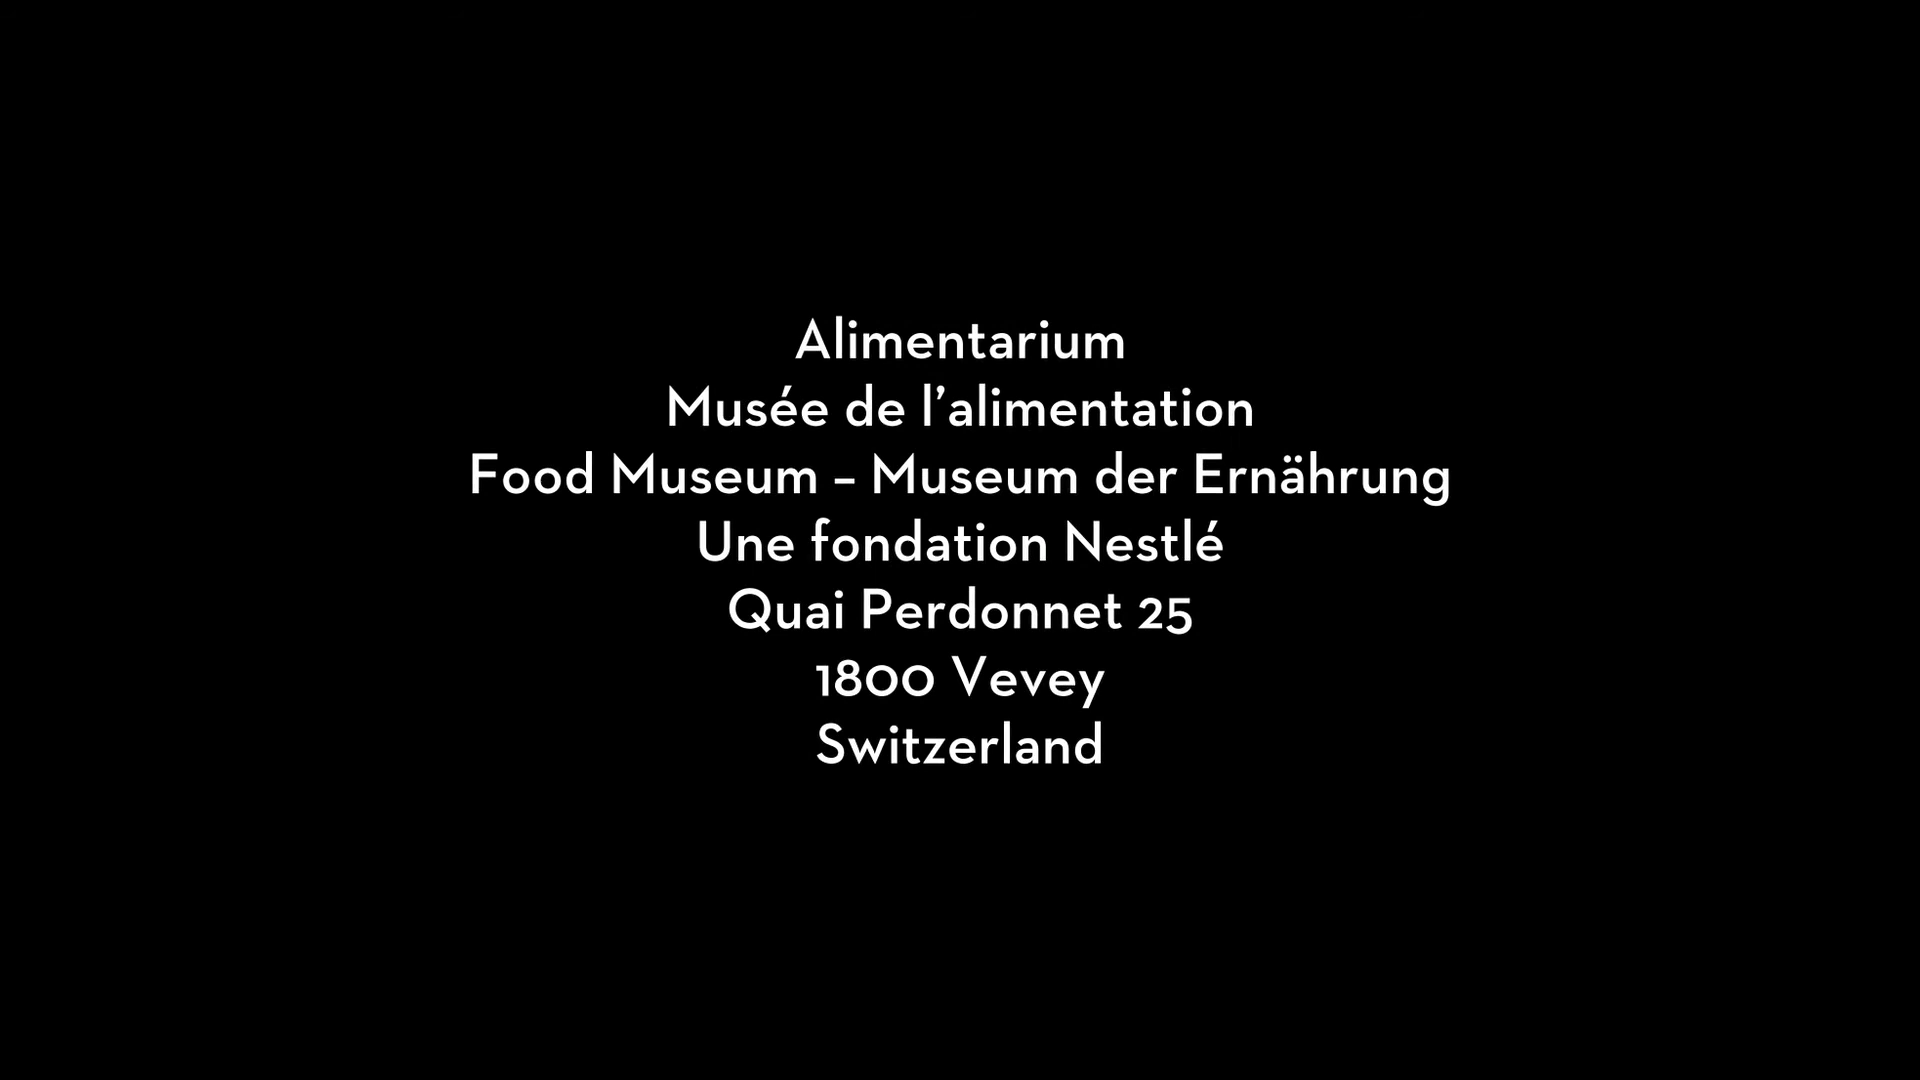 Alimentarium
Musée de l’alimentation
Food Museum – Museum der Ernährung
Une fondation Nestlé
Quai Perdonnet 25
1800 Vevey
Switzerland